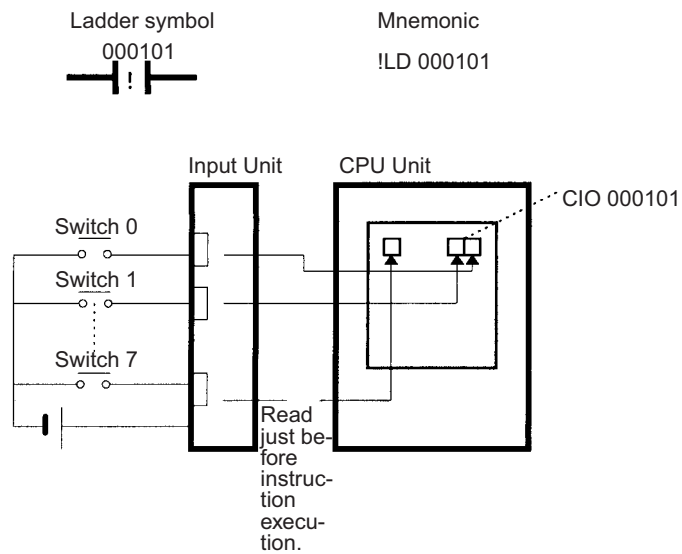 Ladder symbol
Mnemonic
000101
!
!LD 000101
Input Unit
CPU Unit
CIO 000101
Switch 0
Switch 1
Switch 7
Read
just be-
fore
instruc-
tion
execu-
tion.